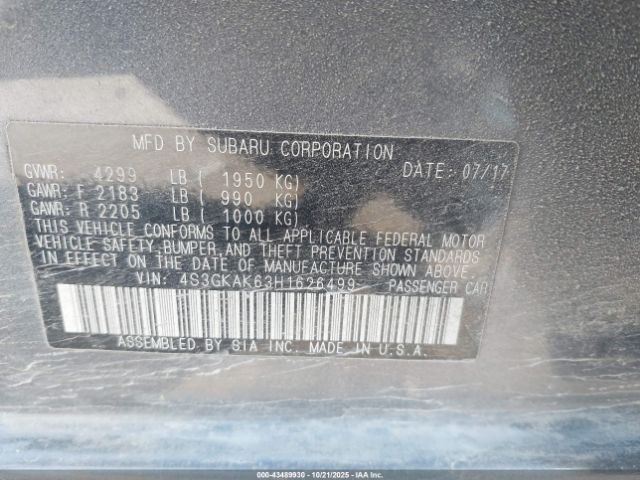 MFD BY SUBARU CORPORATION
GVWR: 4299 LB ( 1950 KG) DATE: 07/17
GAWR: F 2183 LB ( 990 KG)
GAWR: R 2205 LB ( 1000 KG)
THIS VEHICLE CONFORMS TO ALL APPLICABLE FEDERAL MOTOR
VEHICLE SAFETY, BUMPER, AND THEFT PREVENTION STANDARDS
IN EFFECT ON THE DATE OF MANUFACTURE SHOWN ABOVE.
VIN: 4S3GKAK63H1626499 PASSENGER CAR
ASSEMBLED BY SIA INC. MADE IN U.S.A.
000-43489930 - 10/21/2025 - IAAI, Inc.